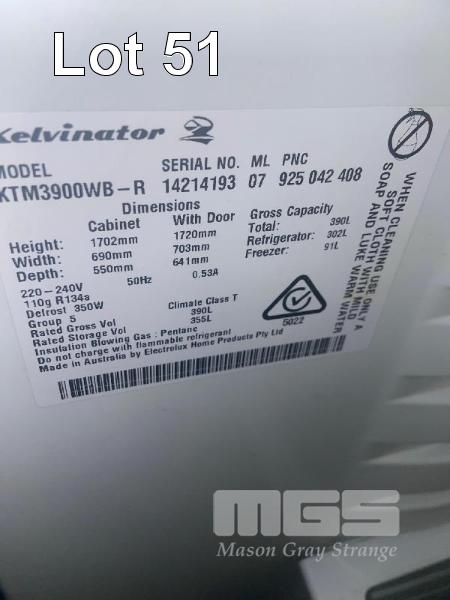 Lot 51
Kelvinator
MODEL SERIAL NO. ML PNC
KTM3900WB-R 14214193 07 925 042 408
Dimensions
Cabinet With Door Gross Capacity
Height: 1702mm 1720mm Total: 390L
Width: 690mm 703mm Refrigerator: 302L
Depth: 550mm 641mm Freezer: 91L
220-240V 50Hz 0.53A
110g R134a
Defrost 350W Climate Class T
Group 5
Rated Gross Vol 390L
Rated Storage Vol 355L
Insulation Blowing Gas: Pentane
Do not charge with flammable refrigerant
Made in Australia by Electrolux Home Products Pty Ltd
5022
WHEN CLEANING USE ONLY A
SOFT CLOTH WITH MILD
SOAP AND LUKE WARM WATER
MGS
Mason Gray Strange